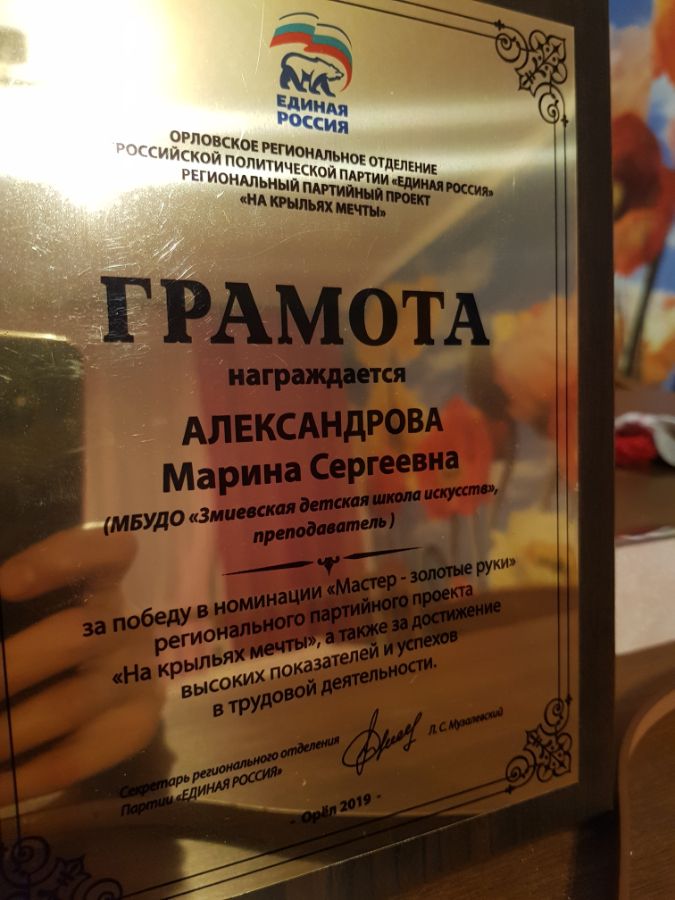 ЕДИНАЯ
РОССИЯ
ОРЛОВСКОЕ РЕГИОНАЛЬНОЕ ОТДЕЛЕНИЕ
РОССИЙСКОЙ ПОЛИТИЧЕСКОЙ ПАРТИИ «ЕДИНАЯ РОССИЯ»
РЕГИОНАЛЬНЫЙ ПАРТИЙНЫЙ ПРОЕКТ
«НА КРЫЛЬЯХ МЕЧТЫ»
ГРАМОТА
награждается
АЛЕКСАНДРОВА
Марина Сергеевна
(МБУДО «Змиевская детская школа искусств»,
преподаватель)
за победу в номинации «Мастер - золотые руки»
регионального партийного проекта
«На крыльях мечты», а также за достижение
высоких показателей и успехов
в трудовой деятельности.
Секретарь регионального отделения
Партии «ЕДИНАЯ РОССИЯ»
Л. С. Музалевский
- Орёл 2019 -